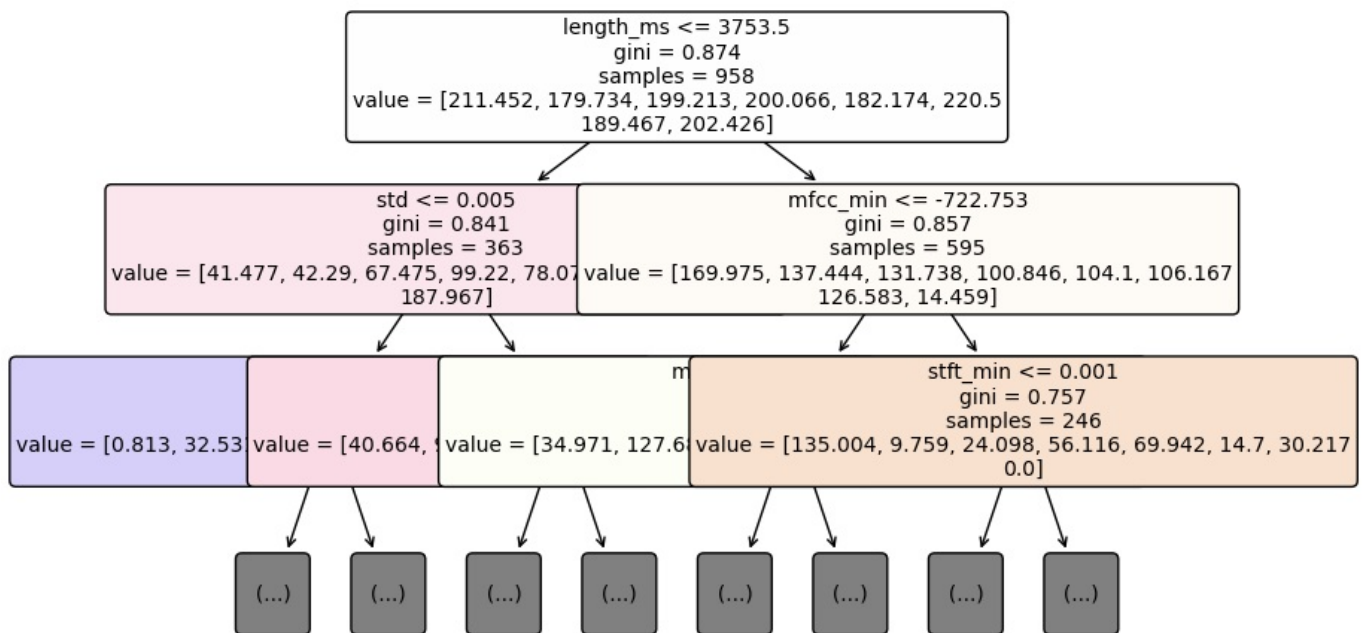 length_ms <= 3753.5
gini = 0.874
samples = 958
value = [211.452, 179.734, 199.213, 200.066, 182.174, 220.5
189.467, 202.426]
std <= 0.005
gini = 0.841
samples = 363
value = [41.477, 42.29, 67.475, 99.22, 78.07
187.967]
mfcc_min <= -722.753
gini = 0.857
samples = 595
value = [169.975, 137.444, 131.738, 100.846, 104.1, 106.167
126.583, 14.459]
value = [0.813, 32.53
value = [40.664,
m
value = [34.971, 127.6
stft_min <= 0.001
gini = 0.757
samples = 246
value = [135.004, 9.759, 24.098, 56.116, 69.942, 14.7, 30.217
0.0]
(...)
(...)
(...)
(...)
(...)
(...)
(...)
(...)